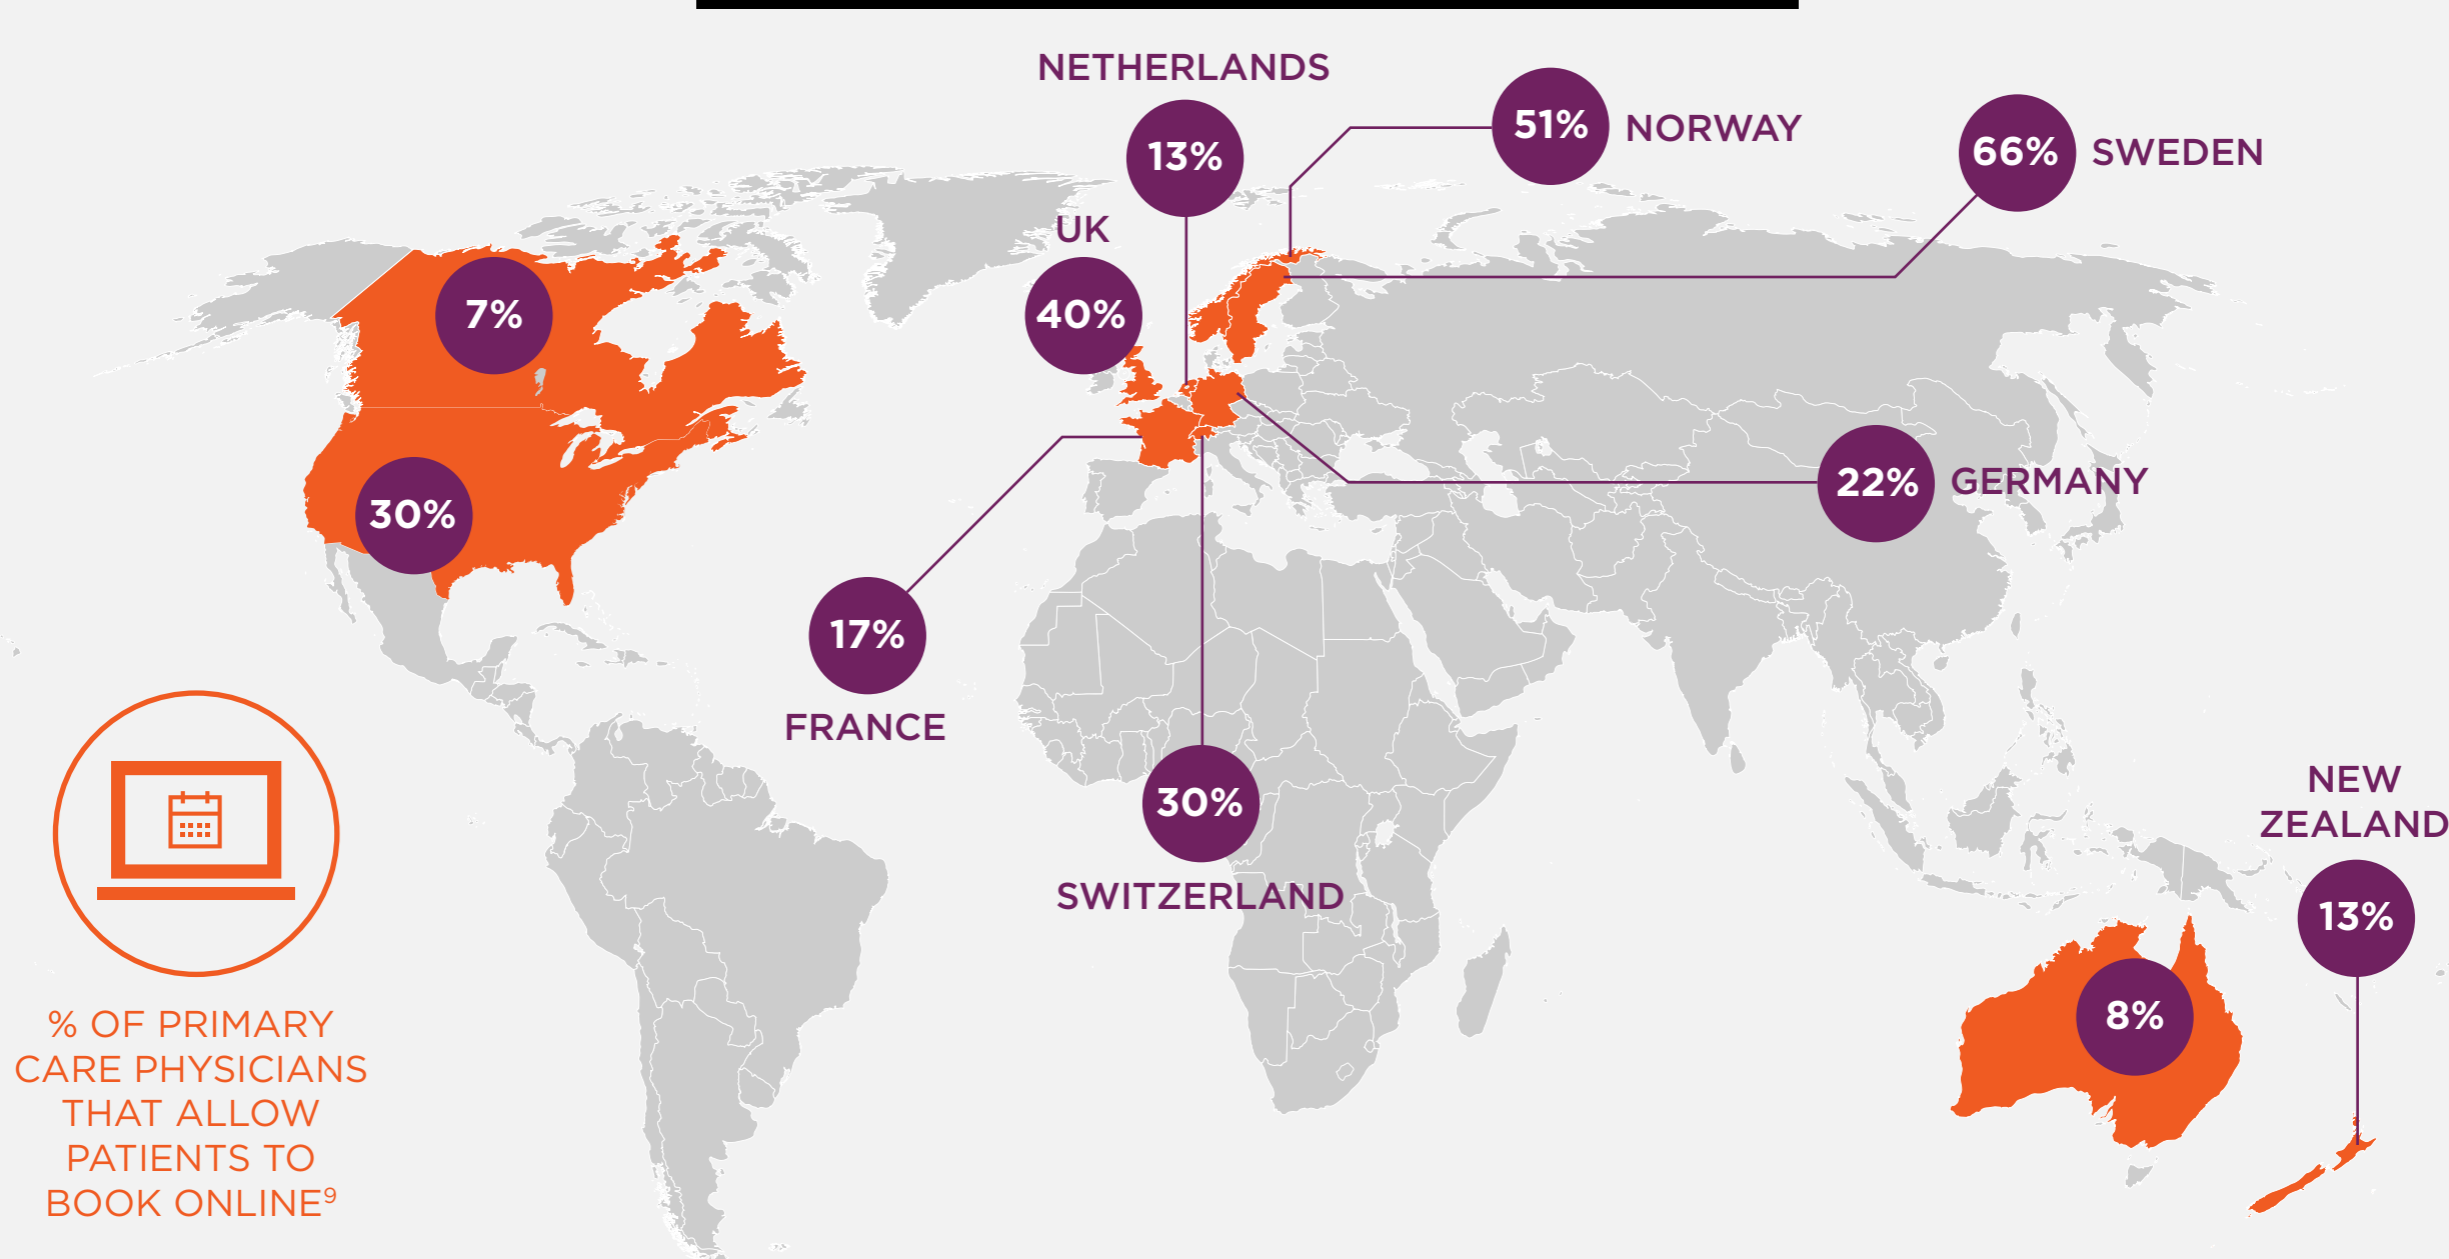 NETHERLANDS
13%
51% NORWAY
66% SWEDEN
UK
40%
7%
30%
22% GERMANY
17%
FRANCE
30%
SWITZERLAND
NEW
ZEALAND
13%
8%
% OF PRIMARY
CARE PHYSICIANS
THAT ALLOW
PATIENTS TO
BOOK ONLINE⁹